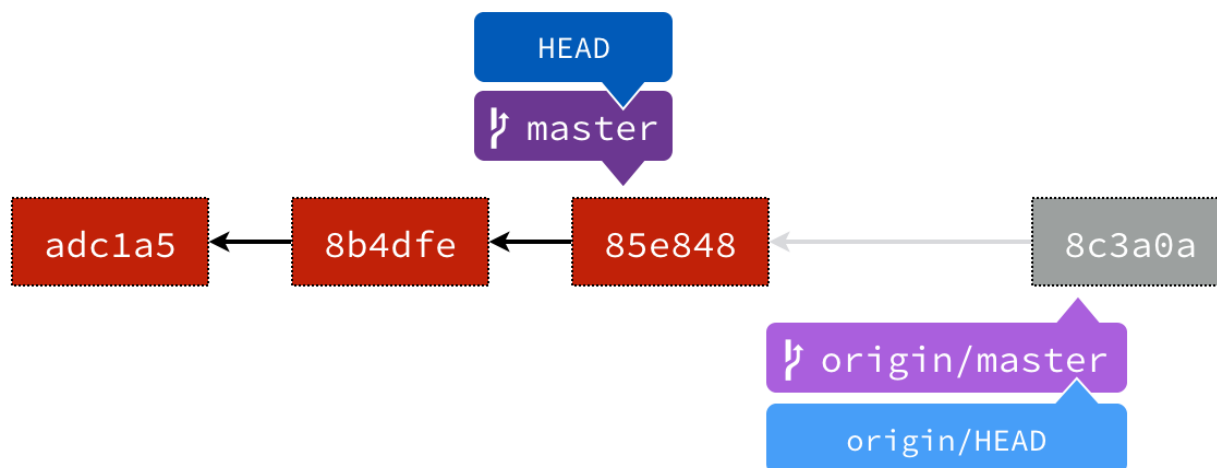 HEAD
master
adc1a5
8b4dfe
85e848
8c3a0a
origin/master
origin/HEAD